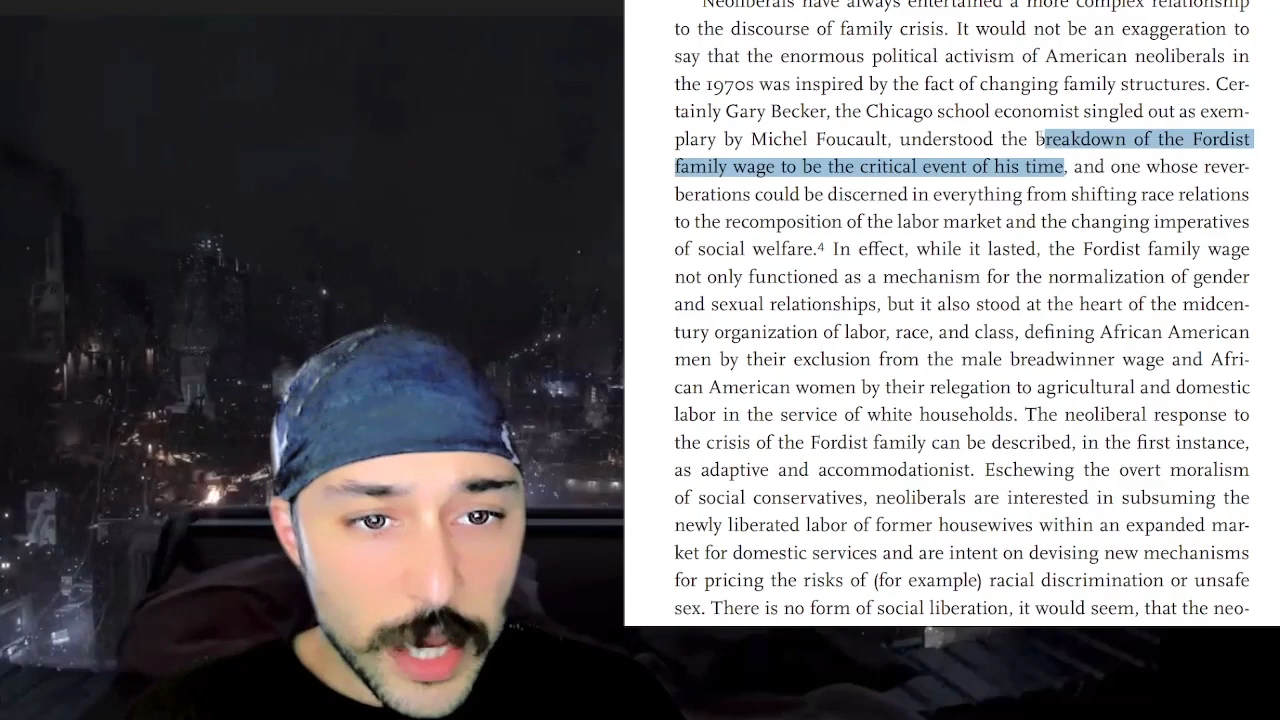 Neoliberals have always entertained a more complex relationship
to the discourse of family crisis. It would not be an exaggeration to
say that the enormous political activism of American neoliberals in
the 1970s was inspired by the fact of changing family structures. Cer-
tainly Gary Becker, the Chicago school economist singled out as exem-
plary by Michel Foucault, understood the breakdown of the Fordist
family wage to be the critical event of his time, and one whose rever-
berations could be discerned in everything from shifting race relations
to the recomposition of the labor market and the changing imperatives
of social welfare.4 In effect, while it lasted, the Fordist family wage
not only functioned as a mechanism for the normalization of gender
and sexual relationships, but it also stood at the heart of the midcen-
tury organization of labor, race, and class, defining African American
men by their exclusion from the male breadwinner wage and Afri-
can American women by their relegation to agricultural and domestic
labor in the service of white households. The neoliberal response to
the crisis of the Fordist family can be described, in the first instance,
as adaptive and accommodationist. Eschewing the overt moralism
of social conservatives, neoliberals are interested in subsuming the
newly liberated labor of former housewives within an expanded mar-
ket for domestic services and are intent on devising new mechanisms
for pricing the risks of (for example) racial discrimination or unsafe
sex. There is no form of social liberation, it would seem, that the neo-